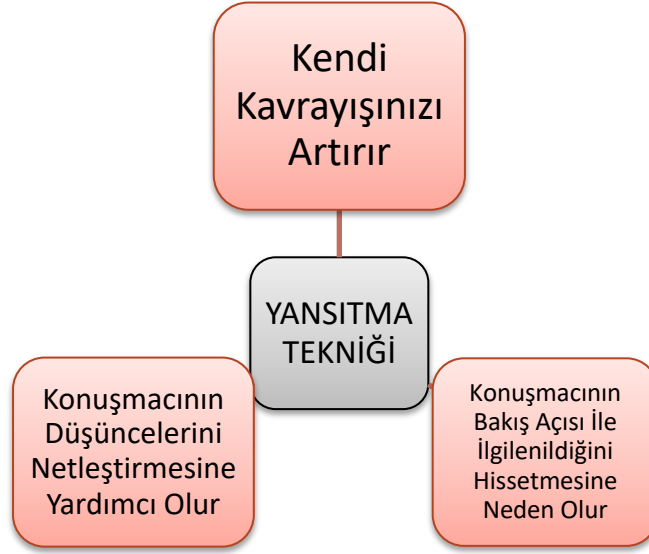 Kendi
Kavrayışınızı
Artırır
YANSITMA
TEKNİĞİ
Konuşmacının
Düşüncelerini
Netleştirmesine
Yardımcı Olur
Konuşmacının
Bakış Açısı İle
İlgilenildiğini
Hissetmesine
Neden Olur